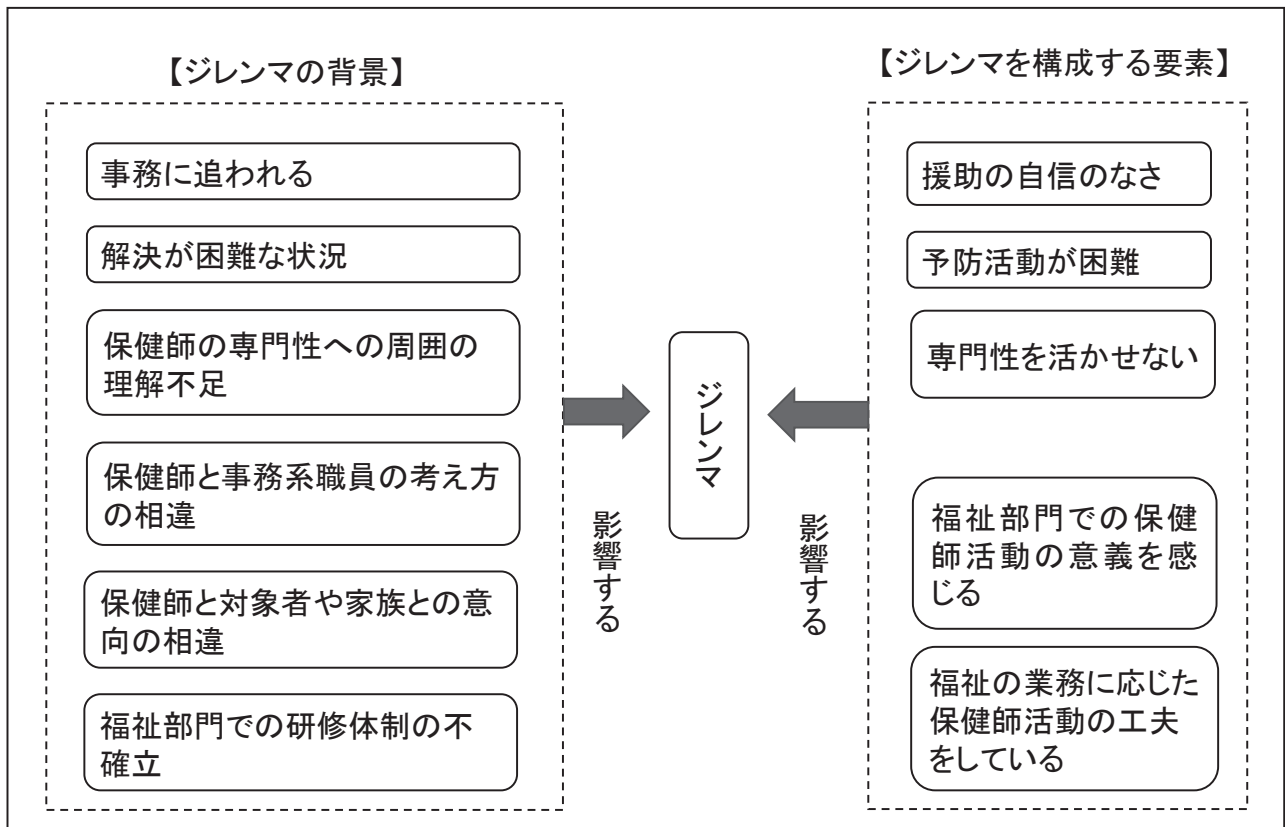 【ジレンマの背景】
事務に追われる
解決が困難な状況
保健師の専門性への周囲の
理解不足
保健師と事務系職員の考え方
の相違
保健師と対象者や家族との意
向の相違
福祉部門での研修体制の不
確立
影響する
ジレンマ
影響する
【ジレンマを構成する要素】
援助の自信のなさ
予防活動が困難
専門性を活かせない
福祉部門での保健
師活動の意義を感
じる
福祉の業務に応じた
保健師活動の工夫
をしている